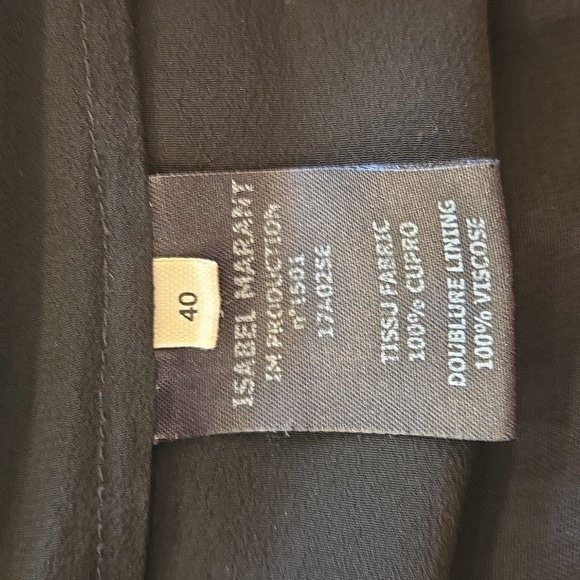 40
ISABEL MARANT
IM PRODUCTION
n°1501
17A025E
TISSU FABRIC
100% CUPRO
DOUBLURE LINING
100% VISCOSE